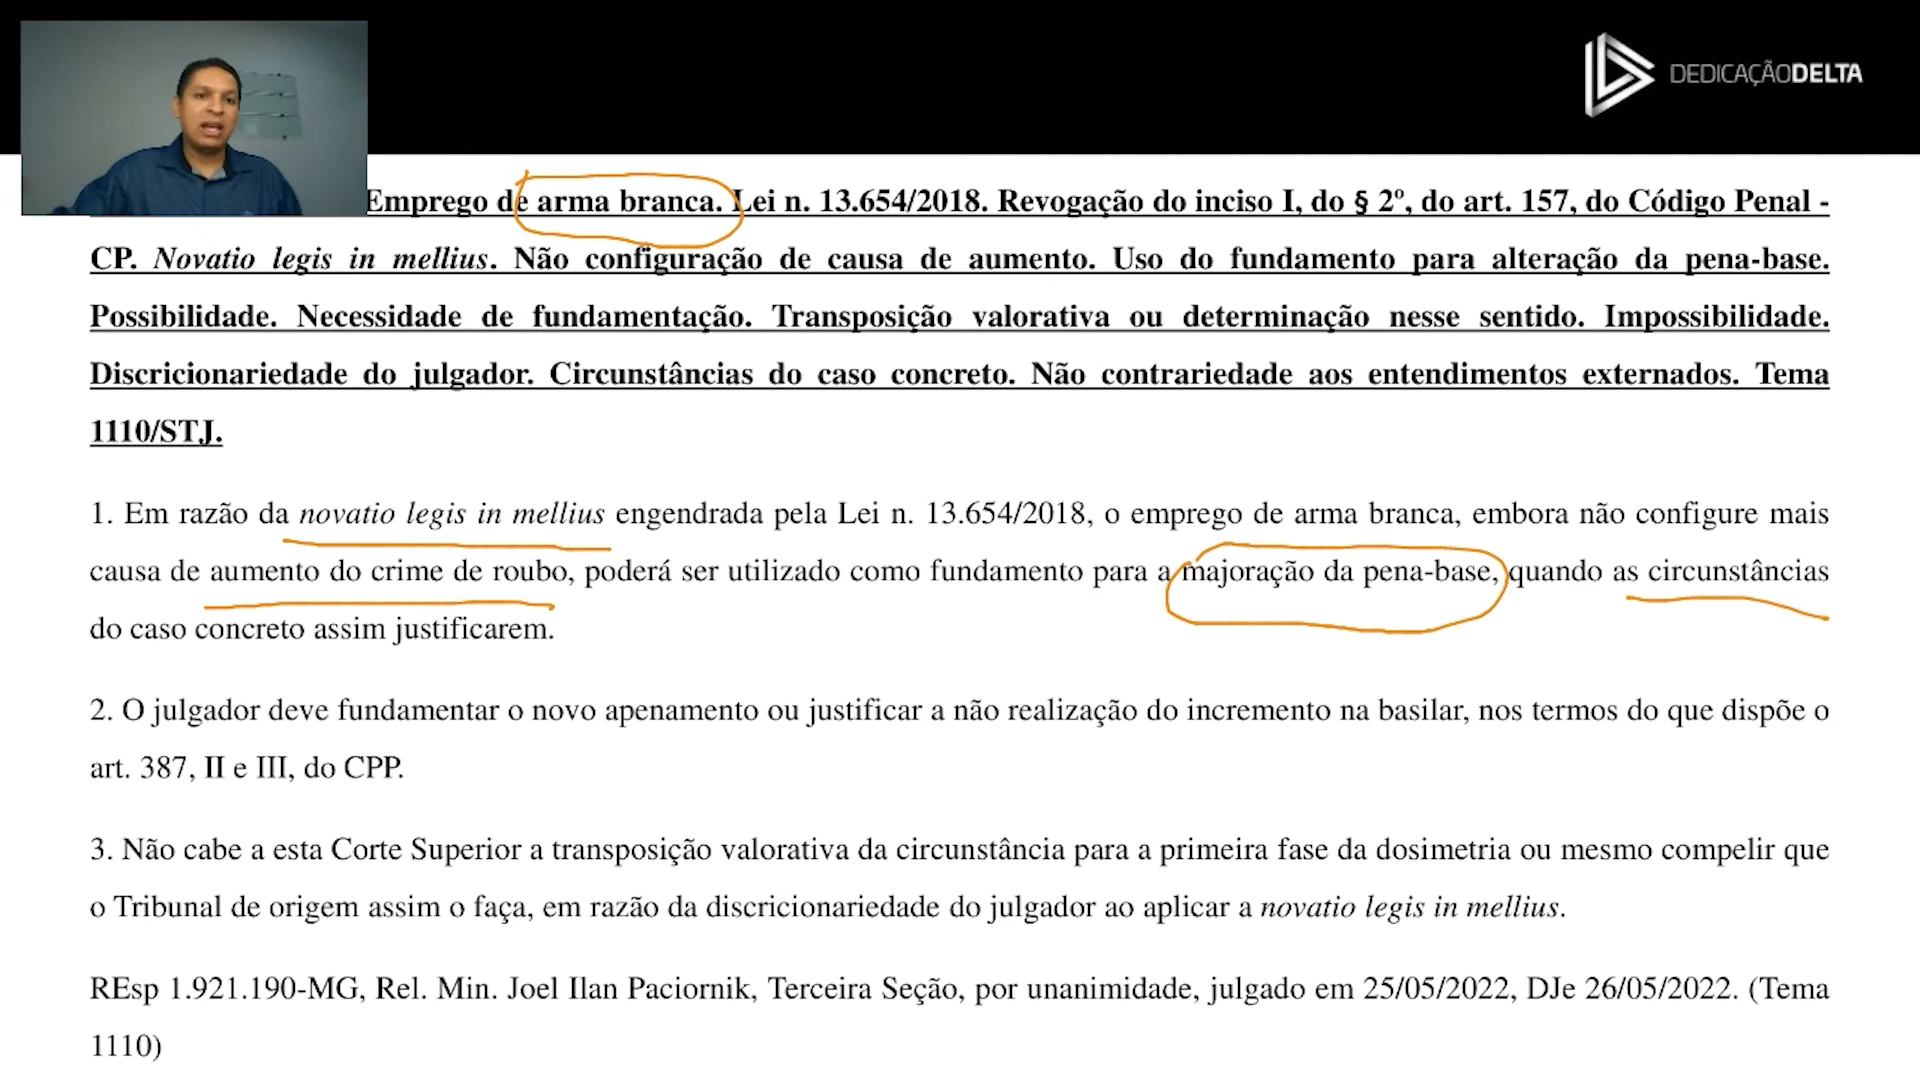 DEDICAÇÃODELTA
Emprego de arma branca. Lei n. 13.654/2018. Revogação do inciso I, do § 2º, do art. 157, do Código Penal -
CP. Novatio legis in mellius. Não configuração de causa de aumento. Uso do fundamento para alteração da pena-base.
Possibilidade. Necessidade de fundamentação. Transposição valorativa ou determinação nesse sentido. Impossibilidade.
Discricionariedade do julgador. Circunstâncias do caso concreto. Não contrariedade aos entendimentos externados. Tema
1110/STJ.
1. Em razão da novatio legis in mellius engendrada pela Lei n. 13.654/2018, o emprego de arma branca, embora não configure mais
causa de aumento do crime de roubo, poderá ser utilizado como fundamento para a majoração da pena-base, quando as circunstâncias
do caso concreto assim justificarem.
2. O julgador deve fundamentar o novo apenamento ou justificar a não realização do incremento na basilar, nos termos do que dispõe o
art. 387, II e III, do CPP.
3. Não cabe a esta Corte Superior a transposição valorativa da circunstância para a primeira fase da dosimetria ou mesmo compelir que
o Tribunal de origem assim o faça, em razão da discricionariedade do julgador ao aplicar a novatio legis in mellius.
REsp 1.921.190-MG, Rel. Min. Joel Ilan Paciornik, Terceira Seção, por unanimidade, julgado em 25/05/2022, DJe 26/05/2022. (Tema
1110)